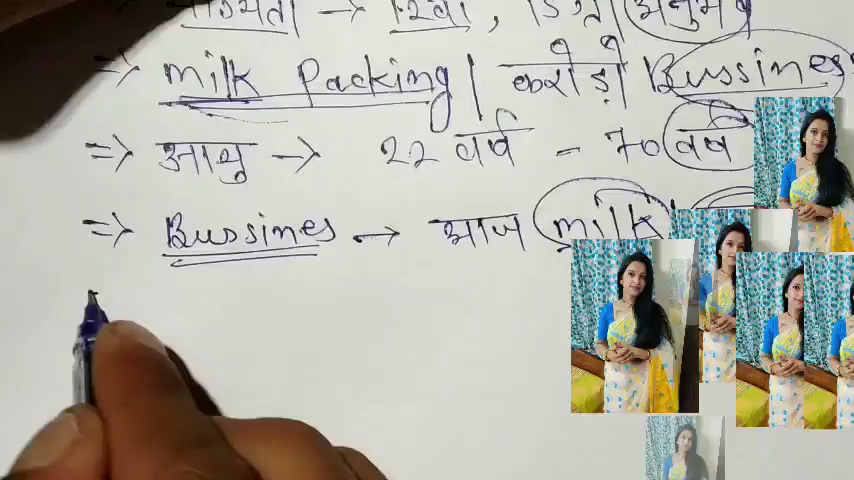 => → , अनुभव
=> Milk Packing | करोड़ | Bussines
=> आयु → 22 वर्ष - 70 वर्ष
=> Bussines → आज milk